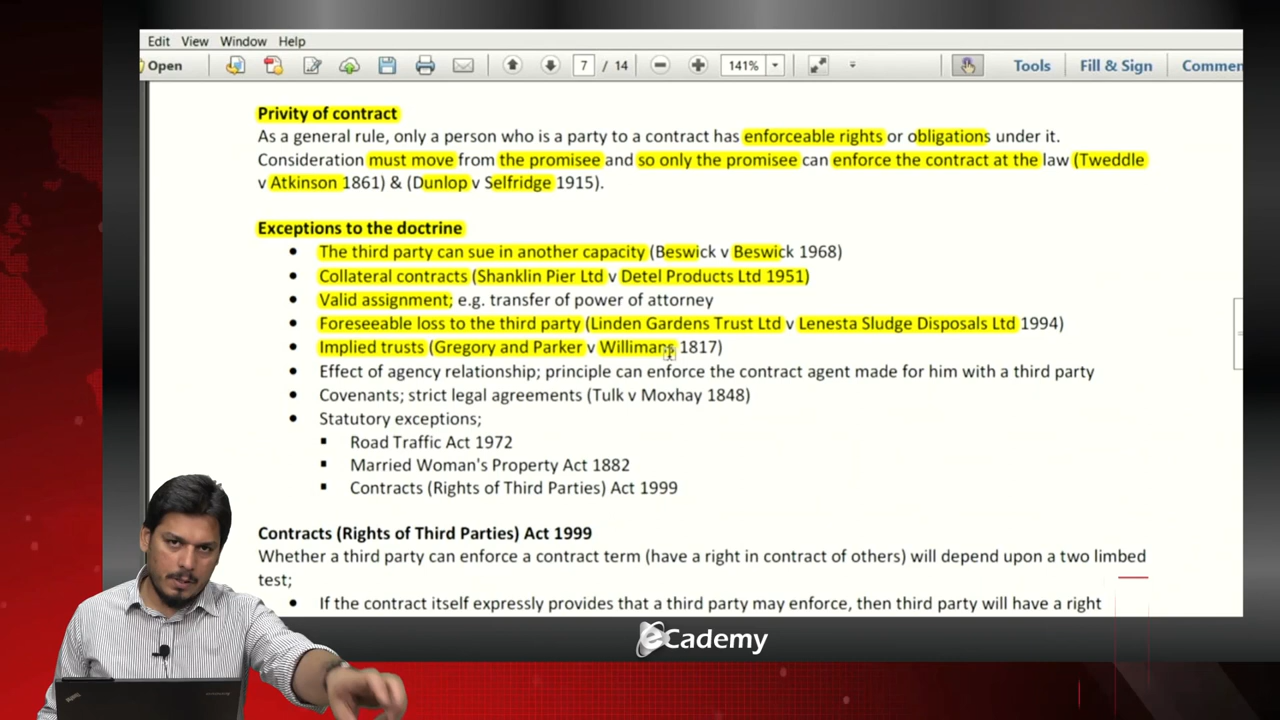 Edit View Window Help
Open 7 / 14 141% Tools Fill & Sign Commen
Privity of contract
As a general rule, only a person who is a party to a contract has enforceable rights or obligations under it.
Consideration must move from the promisee and so only the promisee can enforce the contract at the law (Tweddle
v Atkinson 1861) & (Dunlop v Selfridge 1915).
Exceptions to the doctrine
• The third party can sue in another capacity (Beswick v Beswick 1968)
• Collateral contracts (Shanklin Pier Ltd v Detel Products Ltd 1951)
• Valid assignment; e.g. transfer of power of attorney
• Foreseeable loss to the third party (Linden Gardens Trust Ltd v Lenesta Sludge Disposals Ltd 1994)
• Implied trusts (Gregory and Parker v Willimans 1817)
• Effect of agency relationship; principle can enforce the contract agent made for him with a third party
• Covenants; strict legal agreements (Tulk v Moxhay 1848)
• Statutory exceptions;
▪ Road Traffic Act 1972
▪ Married Woman's Property Act 1882
▪ Contracts (Rights of Third Parties) Act 1999
Contracts (Rights of Third Parties) Act 1999
Whether a third party can enforce a contract term (have a right in contract of others) will depend upon a two limbed
test;
• If the contract itself expressly provides that a third party may enforce, then third party will have a right
eCademy